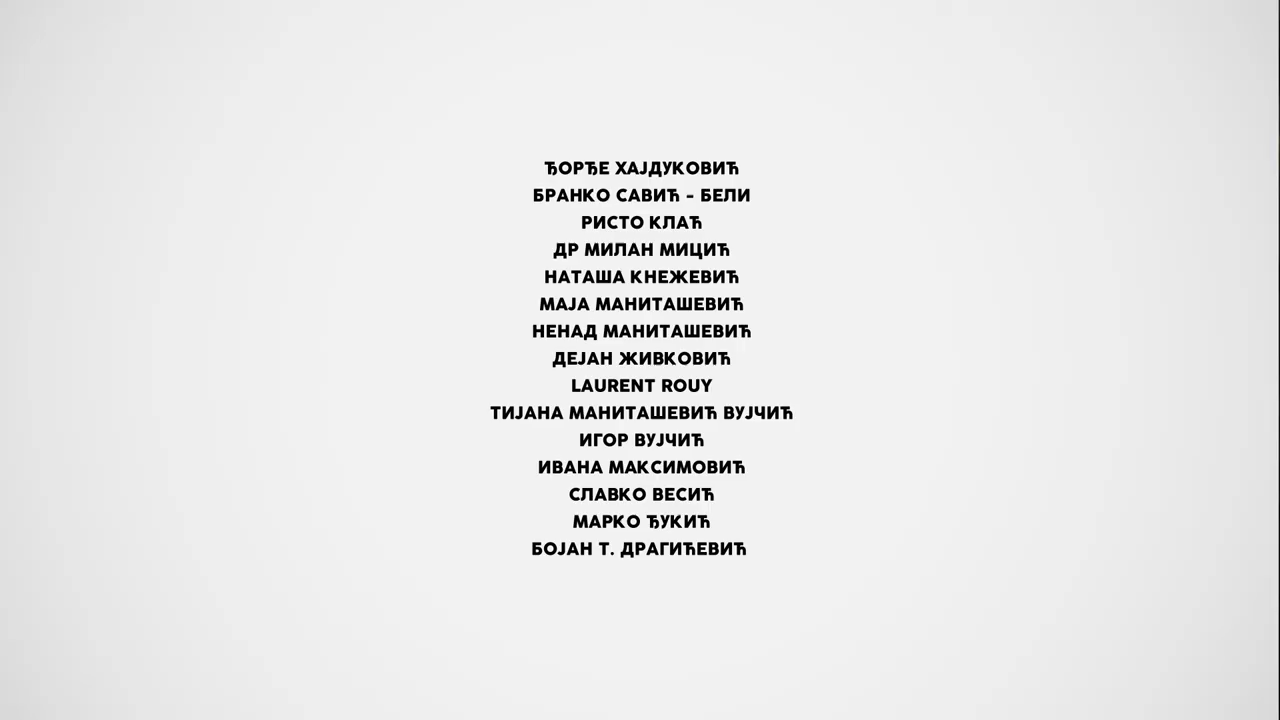 ЂОРЂЕ ХАЈДУКОВИЋ
БРАНКО САВИЋ - БЕЛИ
РИСТО КЛАЋ
ДР МИЛАН МИЦИЋ
НАТАША КНЕЖЕВИЋ
МАЈА МАНИТАШЕВИЋ
НЕНАД МАНИТАШЕВИЋ
ДЕЈАН ЖИВКОВИЋ
LAURENT ROUY
ТИЈАНА МАНИТАШЕВИЋ ВУЈЧИЋ
ИГОР ВУЈЧИЋ
ИВАНА МАКСИМОВИЋ
СЛАВКО ВЕСИЋ
МАРКО ЂУКИЋ
БОЈАН Т. ДРАГИЋЕВИЋ